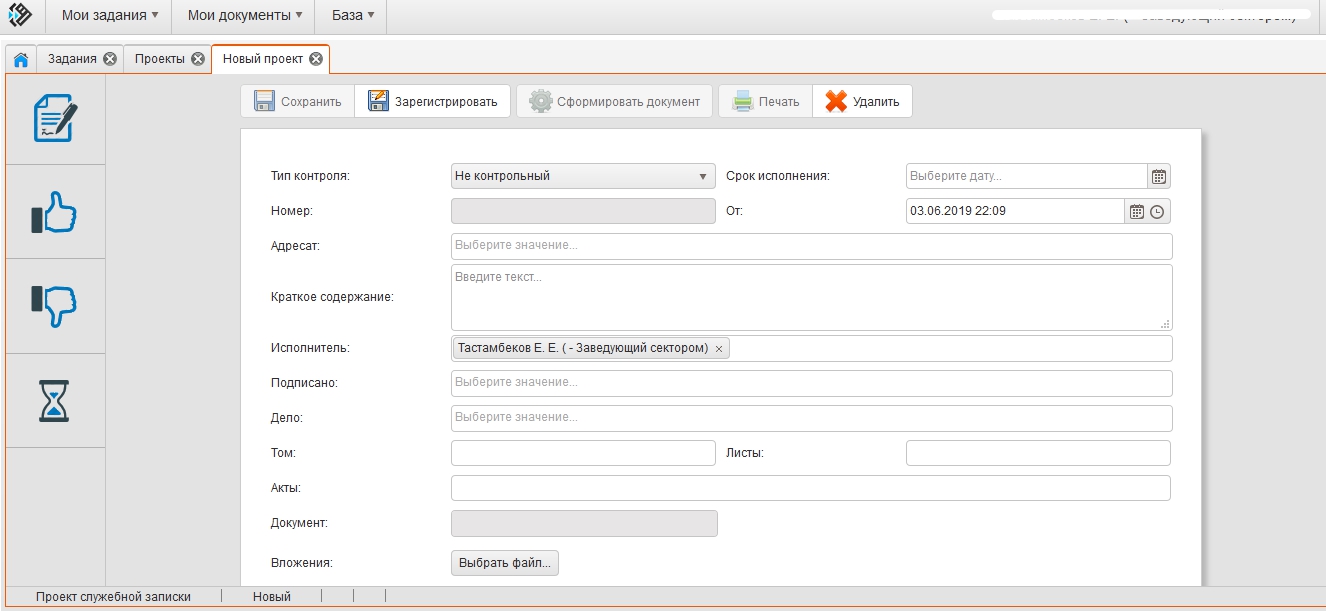 Мои задания Мои документы База
Задания Проекты Новый проект
Сохранить Зарегистрировать Сформировать документ Печать Удалить
Тип контроля: Не контрольный Срок исполнения: Выберите дату...
Номер: От: 03.06.2019 22:09
Адресат: Выберите значение...
Краткое содержание: Введите текст...
Исполнитель: Тастамбеков Е. Е. ( - Заведующий сектором) ×
Подписано: Выберите значение...
Дело: Выберите значение...
Том: Листы:
Акты:
Документ:
Вложения: Выбрать файл...
Проект служебной записки Новый